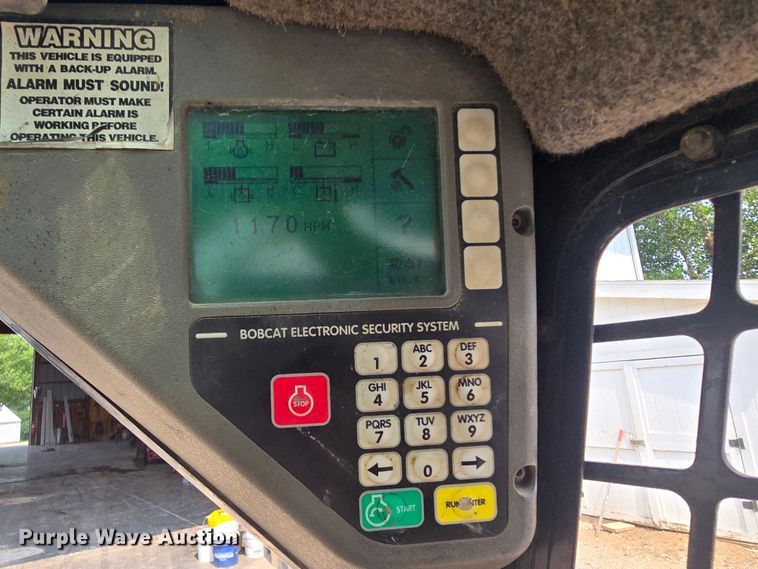 WARNING
THIS VEHICLE IS EQUIPPED
WITH A BACK-UP ALARM.
ALARM MUST SOUND!
OPERATOR MUST MAKE
CERTAIN ALARM IS
WORKING BEFORE
OPERATING THIS VEHICLE.
L H L H
L H C H
1170 RPM
?
BOBCAT ELECTRONIC SECURITY SYSTEM
1
ABC 2
DEF 3
GHI 4
JKL 5
MNO 6
PQRS 7
TUV 8
WXYZ 9
0
STOP
START
RUN/ENTER
Purple Wave Auction